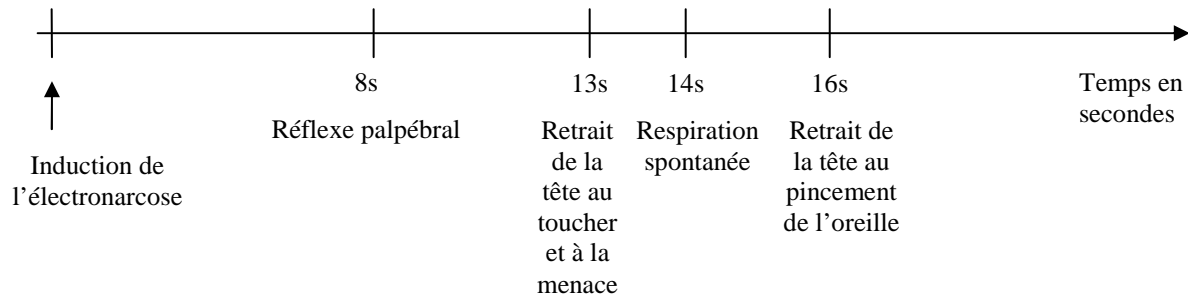 8s
13s
14s
16s
Temps en
secondes
Réflexe palpébral
Retrait
de la
tête au
toucher
et à la
menace
Respiration
spontanée
Retrait de
la tête au
pincement
de l’oreille
Induction de
l’électronarcose